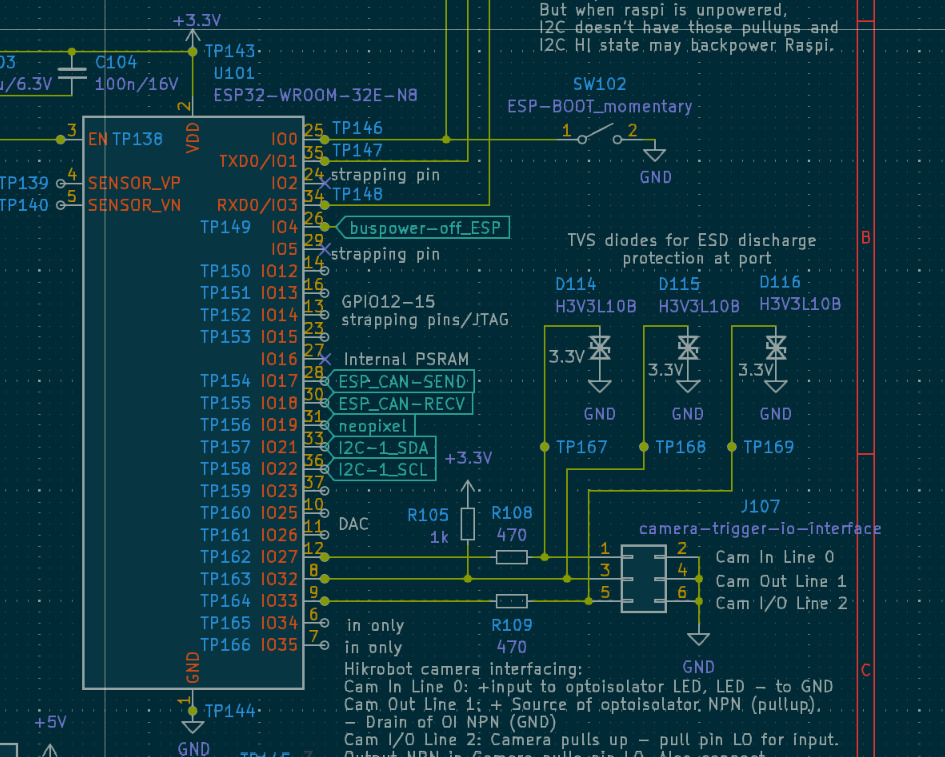 But when raspi is unpowered,
I2C doesn't have those pullups and
I2C HI state may backpower Raspi.
+3.3V
TP143
03
C104
U101
u/6.3V
100n/16V
ESP32-WROOM-32E-N8
SW102
ESP-BOOT_momentary
1
2
GND
2
VDD
3
EN
TP138
IO0
25
TP146
TXD0/IO1
35
TP147
TP139
4
SENSOR_VP
IO2
24
strapping pin
TP140
5
SENSOR_VN
RXD0/IO3
34
TP148
TP149
IO4
26
buspower-off_ESP
IO5
29
strapping pin
TP150
IO12
14
TP151
IO13
16
TP152
IO14
13
TP153
IO15
23
GPIO12-15
strapping pins/JTAG
IO16
27
Internal PSRAM
TP154
IO17
28
ESP_CAN-SEND
TP155
IO18
30
ESP_CAN-RECV
TP156
IO19
31
neopixel
TP157
IO21
33
I2C-1_SDA
TP158
IO22
36
I2C-1_SCL
TP159
IO23
37
TP160
IO25
10
TP161
IO26
11
DAC
TP162
IO27
12
TP163
IO32
8
TP164
IO33
9
TP165
IO34
6
in only
TP166
IO35
7
in only
GND
1
TP144
GND
+5V
B
TVS diodes for ESD discharge
protection at port
D114
H3V3L10B
D115
H3V3L10B
D116
H3V3L10B
3.3V
3.3V
3.3V
GND
GND
GND
TP167
TP168
TP169
+3.3V
R105
1k
R108
470
J107
camera-trigger-io-interface
1
2
Cam In Line 0
3
4
Cam Out Line 1
5
6
Cam I/O Line 2
R109
470
GND
C
Hikrobot camera interfacing:
Cam In Line 0: +input to optoisolator LED, LED - to GND
Cam Out Line 1: + Source of optoisolator NPN (pullup),
- Drain of OI NPN (GND)
Cam I/O Line 2: Camera pulls up - pull pin LO for input.